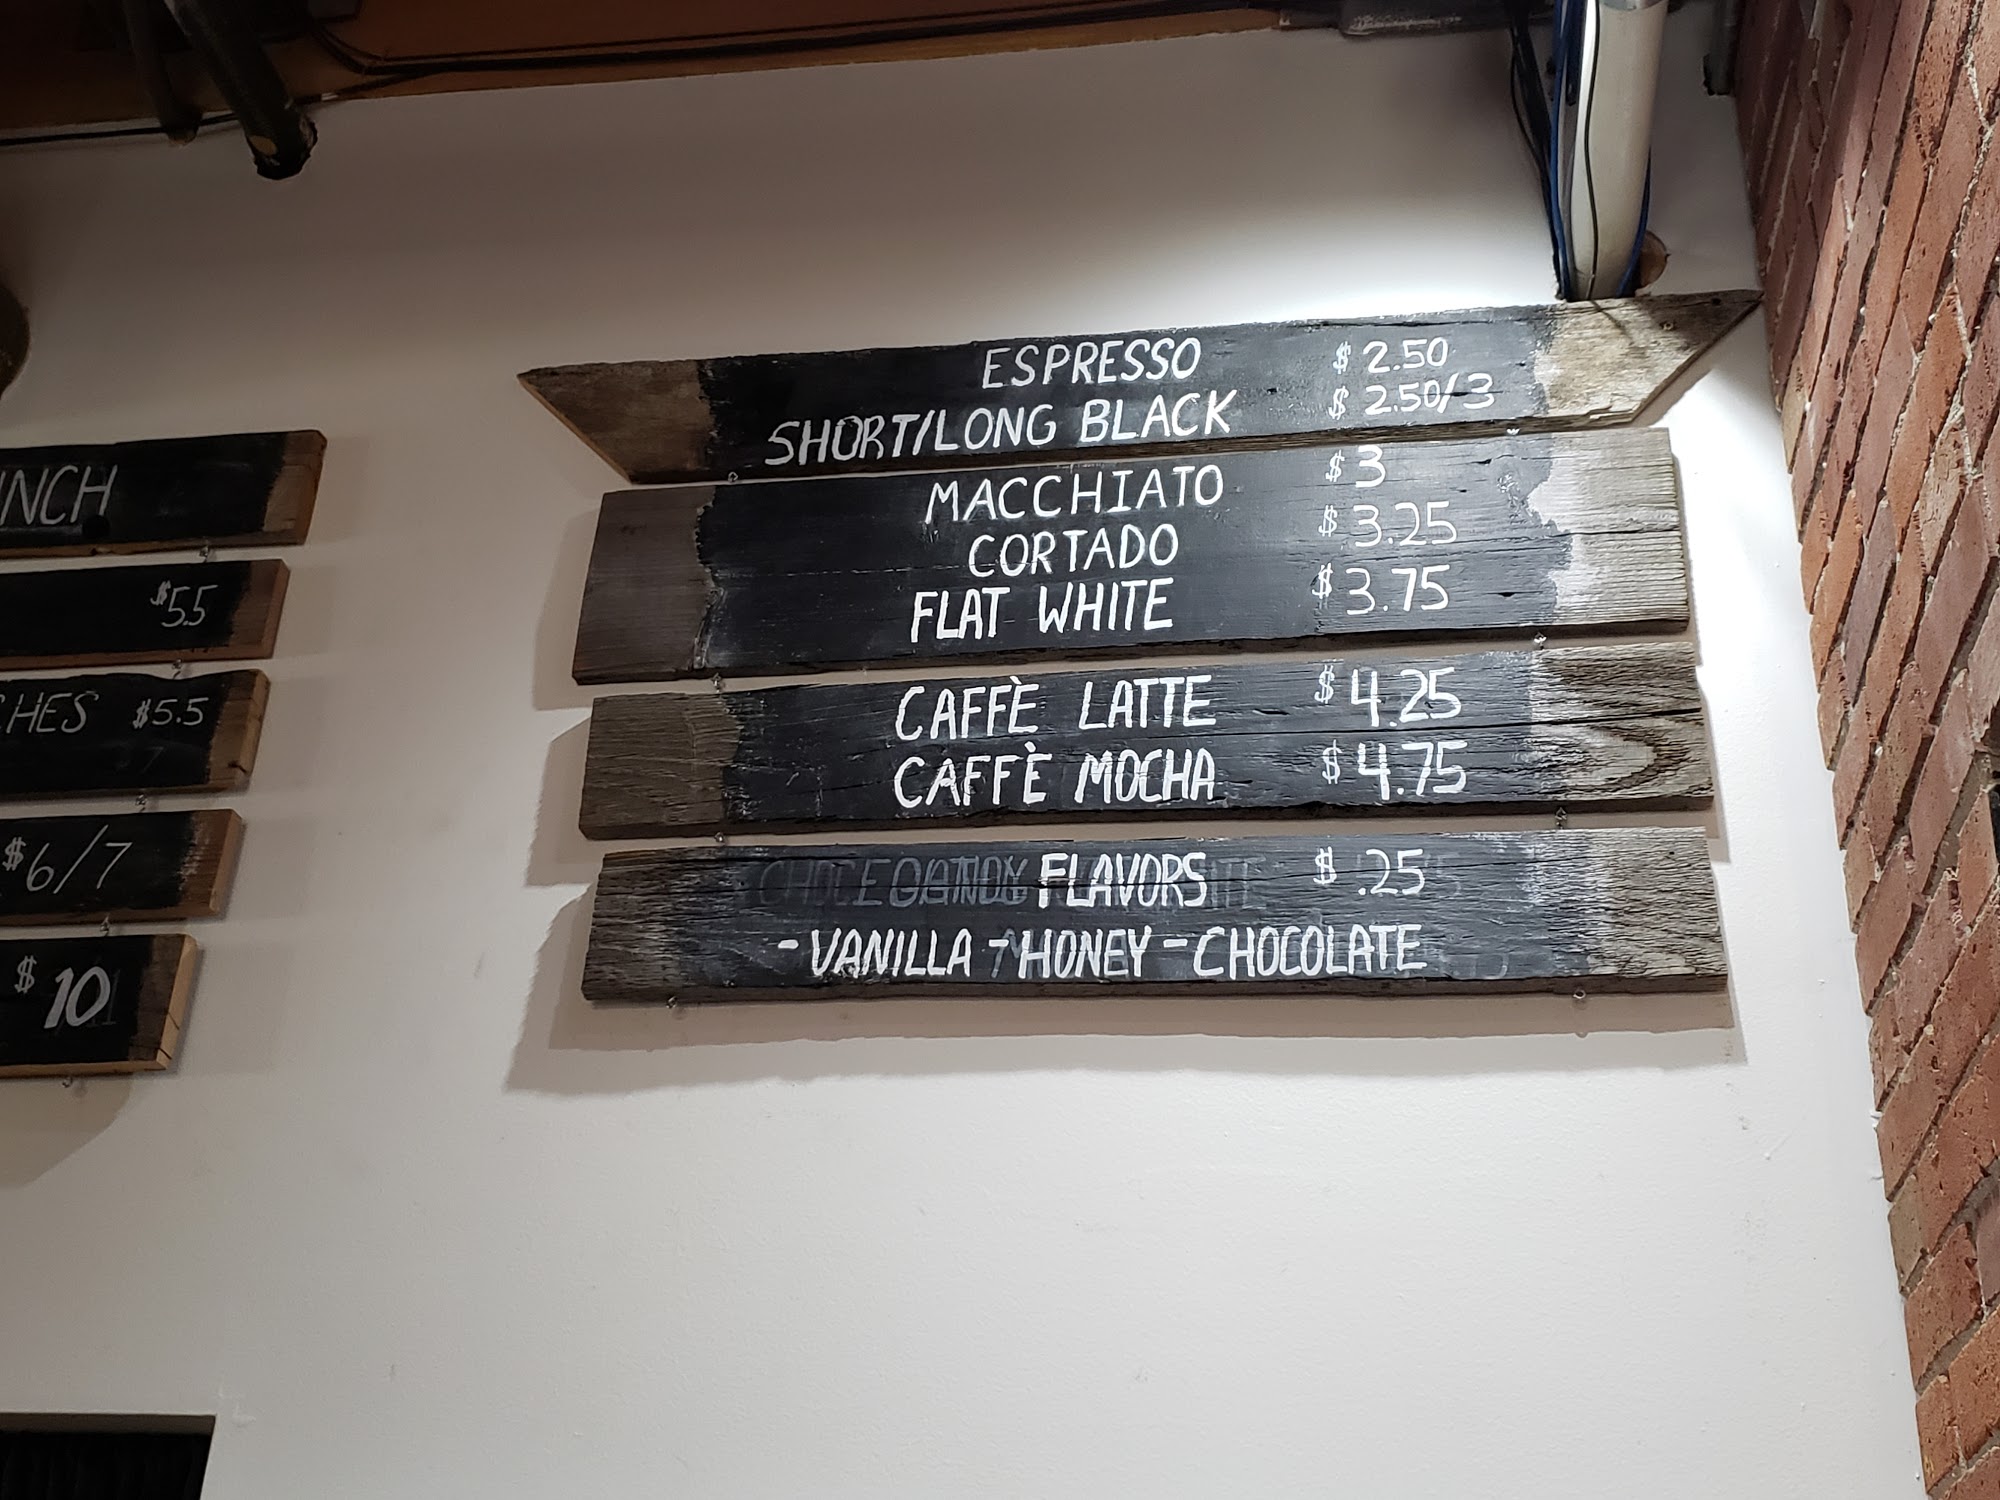 ESPRESSO $ 2.50
SHORT/LONG BLACK $ 2.50/3
MACCHIATO $ 3
CORTADO $ 3.25
FLAT WHITE $ 3.75
CAFFÈ LATTE $ 4.25
CAFFÈ MOCHA $ 4.75
FLAVORS $ .25
-VANILLA -HONEY -CHOCOLATE
$5.5
$5.5
$6/7
$ 10